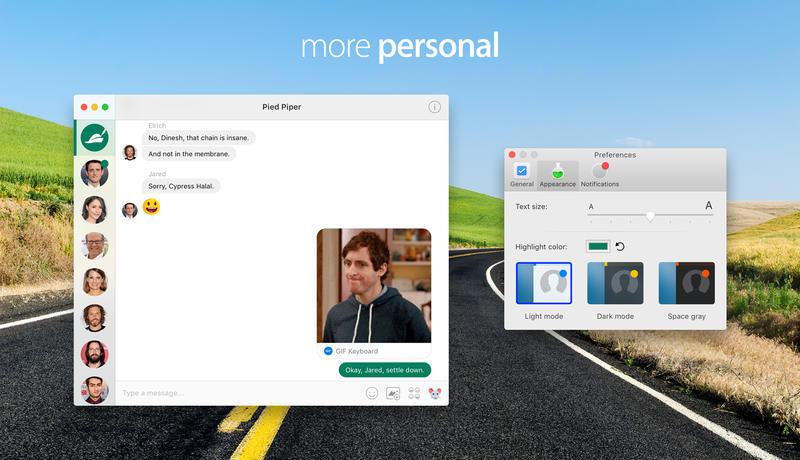 more personal
Pied Piper
Elrich
No, Dinesh, that chain is insane.
And not in the membrane.
Jared
Sorry, Cypress Halal.
GIF Keyboard
Okay, Jared, settle down.
Type a message...
Preferences
General
Appearance
Notifications
Text size:
A
A
Highlight color:
Light mode
Dark mode
Space gray